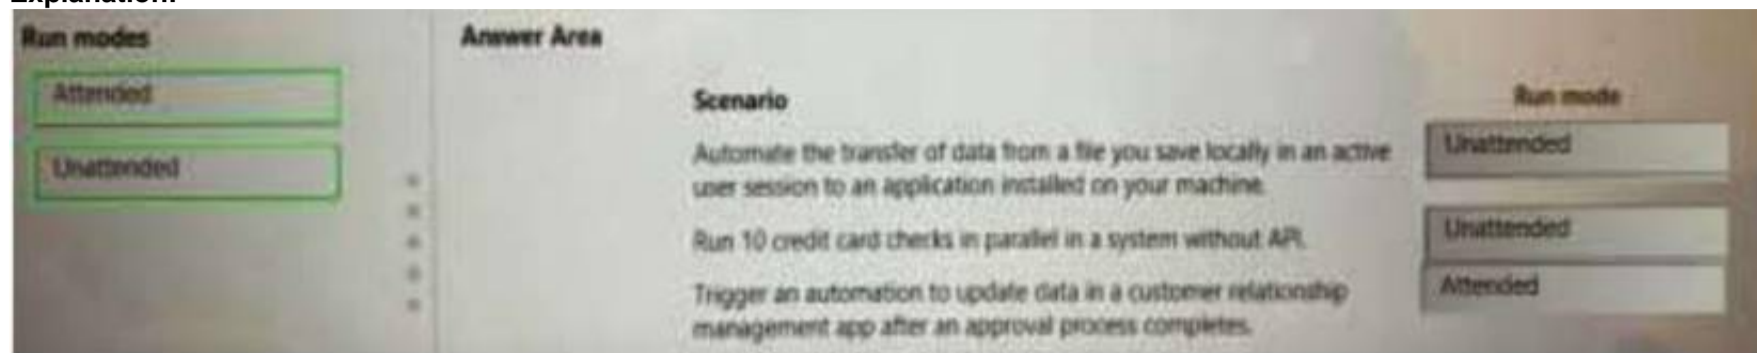 Explanation:
Run modes
Attended
Unattended
Answer Area
Scenario
Run mode
Automate the transfer of data from a file you save locally in an active
user session to an application installed on your machine.
Unattended
Run 10 credit card checks in parallel in a system without API.
Unattended
Trigger an automation to update data in a customer relationship
management app after an approval process completes.
Attended